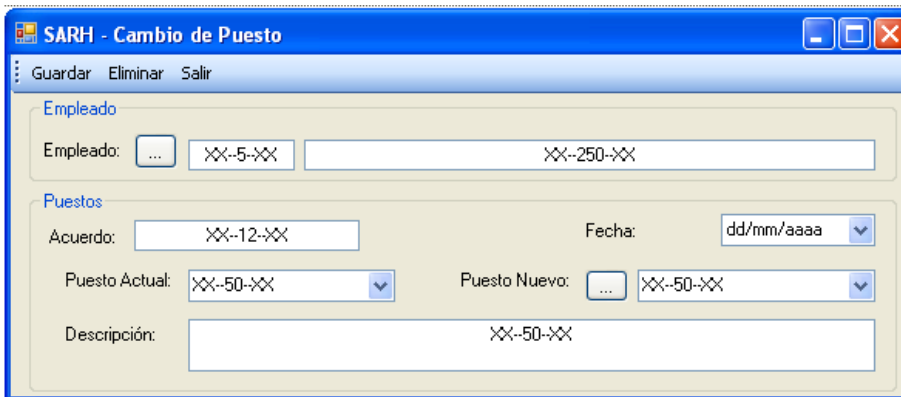 SARH - Cambio de Puesto
Guardar Eliminar Salir
Empleado
Empleado: ... XX--5--XX XX--250--XX
Puestos
Acuerdo: XX--12--XX Fecha: dd/mm/aaaa
Puesto Actual: XX--50--XX Puesto Nuevo: ... XX--50--XX
Descripción: XX--50--XX